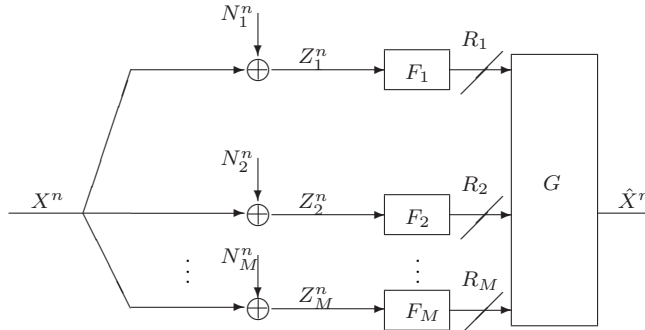 N_1^n
Z_1^n
F_1
R_1
X^n
N_2^n
Z_2^n
F_2
R_2
G
X̂^n
⋮
N_M^n
Z_M^n
⋮
F_M
R_M